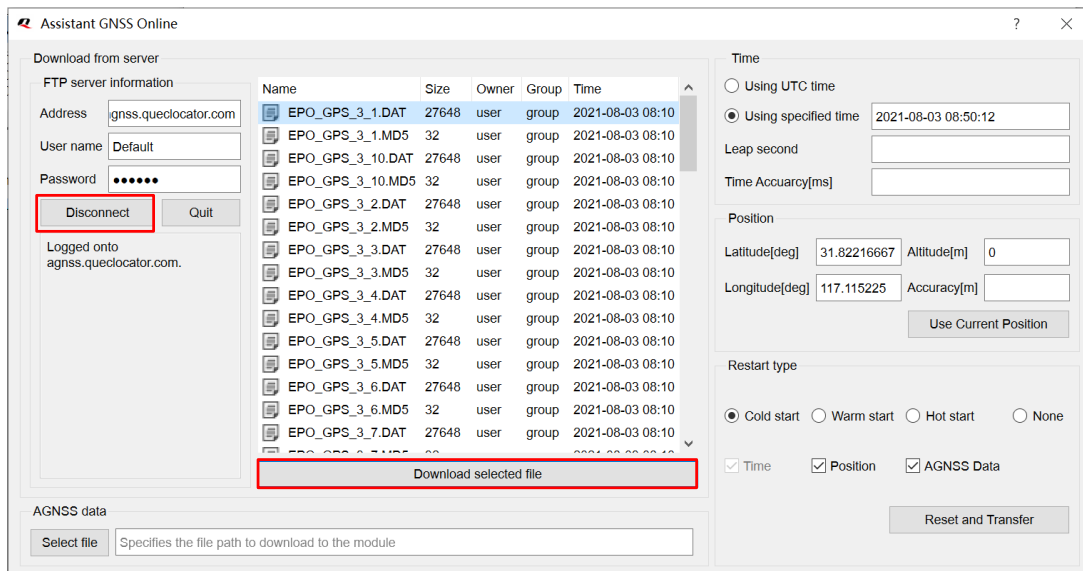 Assistant GNSS Online
Download from server
FTP server information
Address gnss.queclocator.com
User name Default
Password ●●●●●●
Disconnect Quit
Logged onto
agnss.queclocator.com.
Name Size Owner Group Time
EPO_GPS_3_1.DAT 27648 user group 2021-08-03 08:10
EPO_GPS_3_1.MD5 32 user group 2021-08-03 08:10
EPO_GPS_3_10.DAT 27648 user group 2021-08-03 08:10
EPO_GPS_3_10.MD5 32 user group 2021-08-03 08:10
EPO_GPS_3_2.DAT 27648 user group 2021-08-03 08:10
EPO_GPS_3_2.MD5 32 user group 2021-08-03 08:10
EPO_GPS_3_3.DAT 27648 user group 2021-08-03 08:10
EPO_GPS_3_3.MD5 32 user group 2021-08-03 08:10
EPO_GPS_3_4.DAT 27648 user group 2021-08-03 08:10
EPO_GPS_3_4.MD5 32 user group 2021-08-03 08:10
EPO_GPS_3_5.DAT 27648 user group 2021-08-03 08:10
EPO_GPS_3_5.MD5 32 user group 2021-08-03 08:10
EPO_GPS_3_6.DAT 27648 user group 2021-08-03 08:10
EPO_GPS_3_6.MD5 32 user group 2021-08-03 08:10
EPO_GPS_3_7.DAT 27648 user group 2021-08-03 08:10
Download selected file
AGNSS data
Select file Specifies the file path to download to the module
Time
Using UTC time
Using specified time 2021-08-03 08:50:12
Leap second
Time Accuarcy[ms]
Position
Latitude[deg] 31.82216667 Altitude[m] 0
Longitude[deg] 117.115225 Accuracy[m]
Use Current Position
Restart type
Cold start Warm start Hot start None
Time Position AGNSS Data
Reset and Transfer